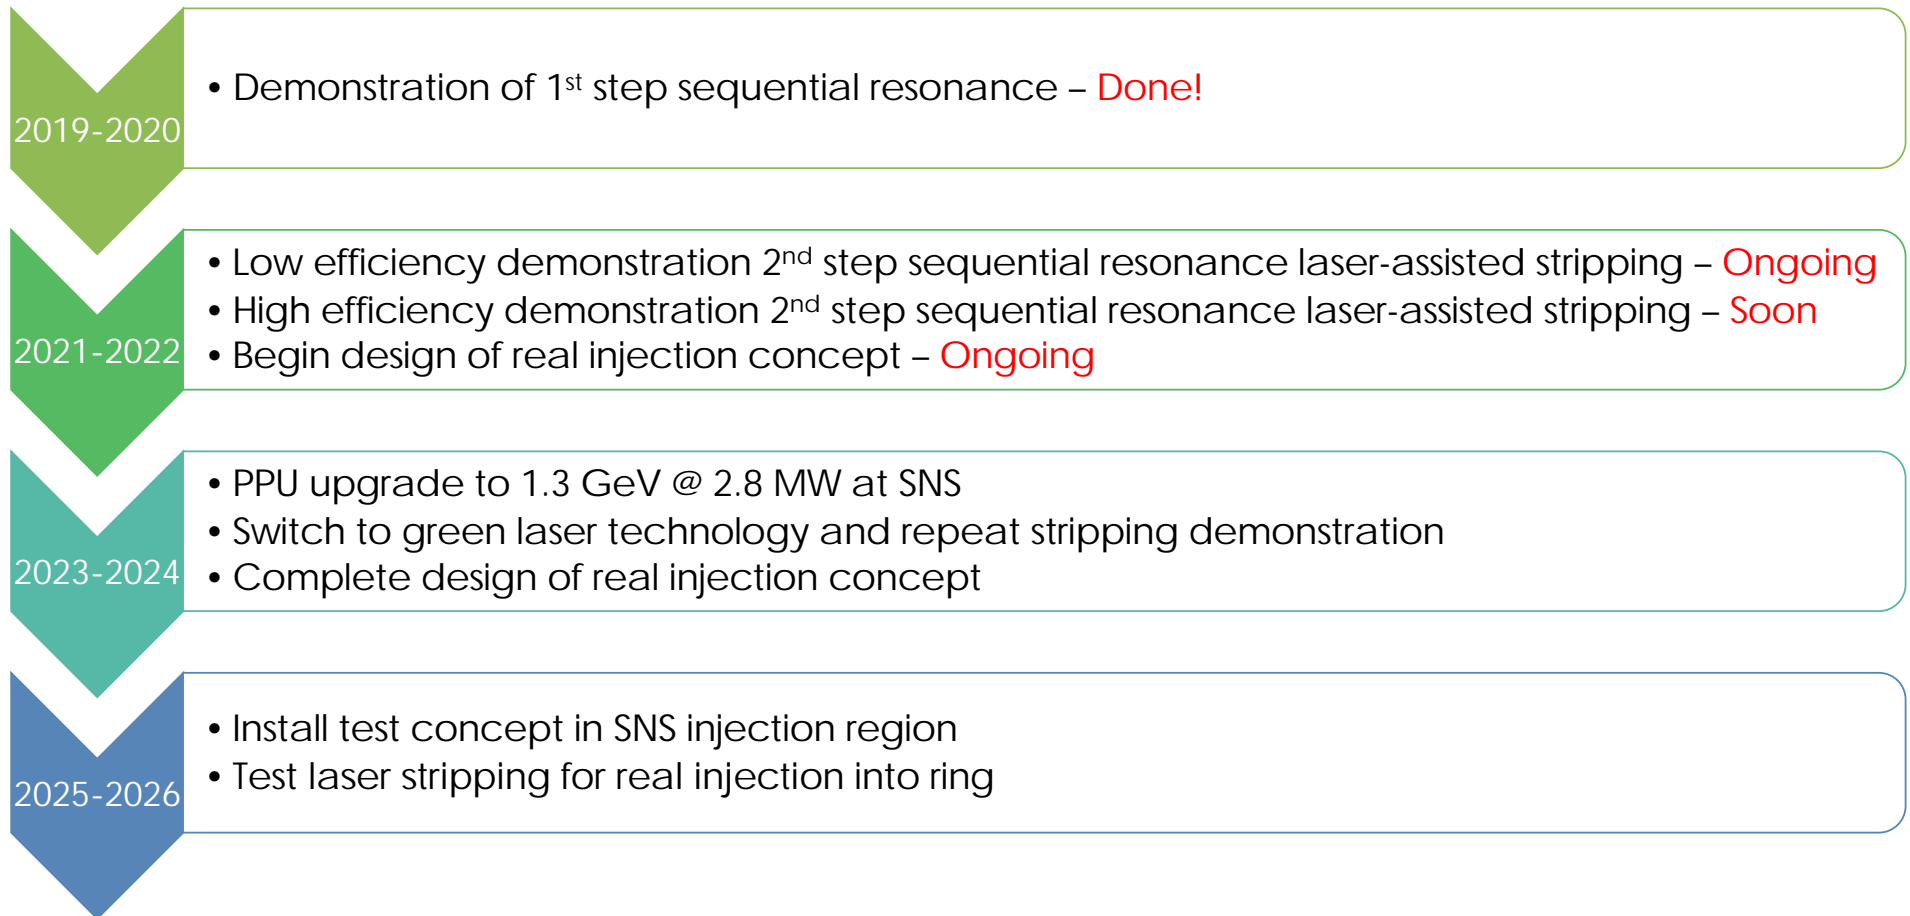 2019-2020
• Demonstration of 1st step sequential resonance – Done!
2021-2022
• Low efficiency demonstration 2nd step sequential resonance laser-assisted stripping – Ongoing
• High efficiency demonstration 2nd step sequential resonance laser-assisted stripping – Soon
• Begin design of real injection concept – Ongoing
2023-2024
• PPU upgrade to 1.3 GeV @ 2.8 MW at SNS
• Switch to green laser technology and repeat stripping demonstration
• Complete design of real injection concept
2025-2026
• Install test concept in SNS injection region
• Test laser stripping for real injection into ring